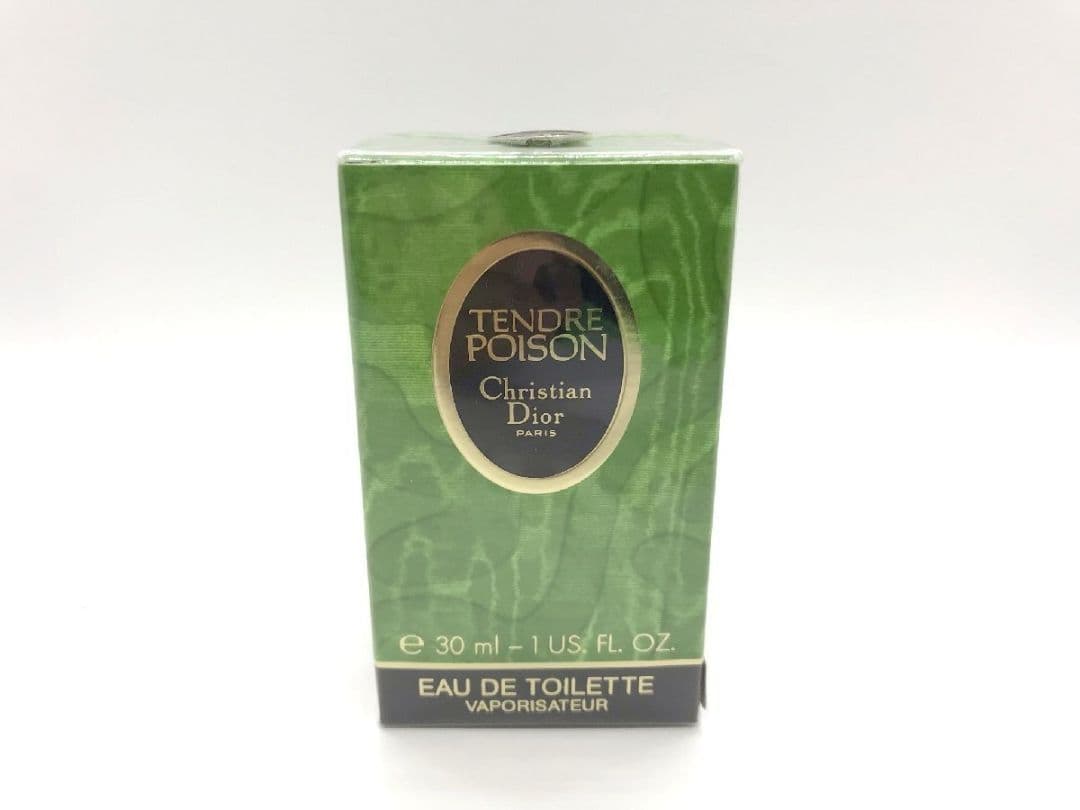 TENDRE
POISON
Christian
Dior
PARIS
℮ 30 ml – 1 US. FL. OZ.
EAU DE TOILETTE
VAPORISATEUR